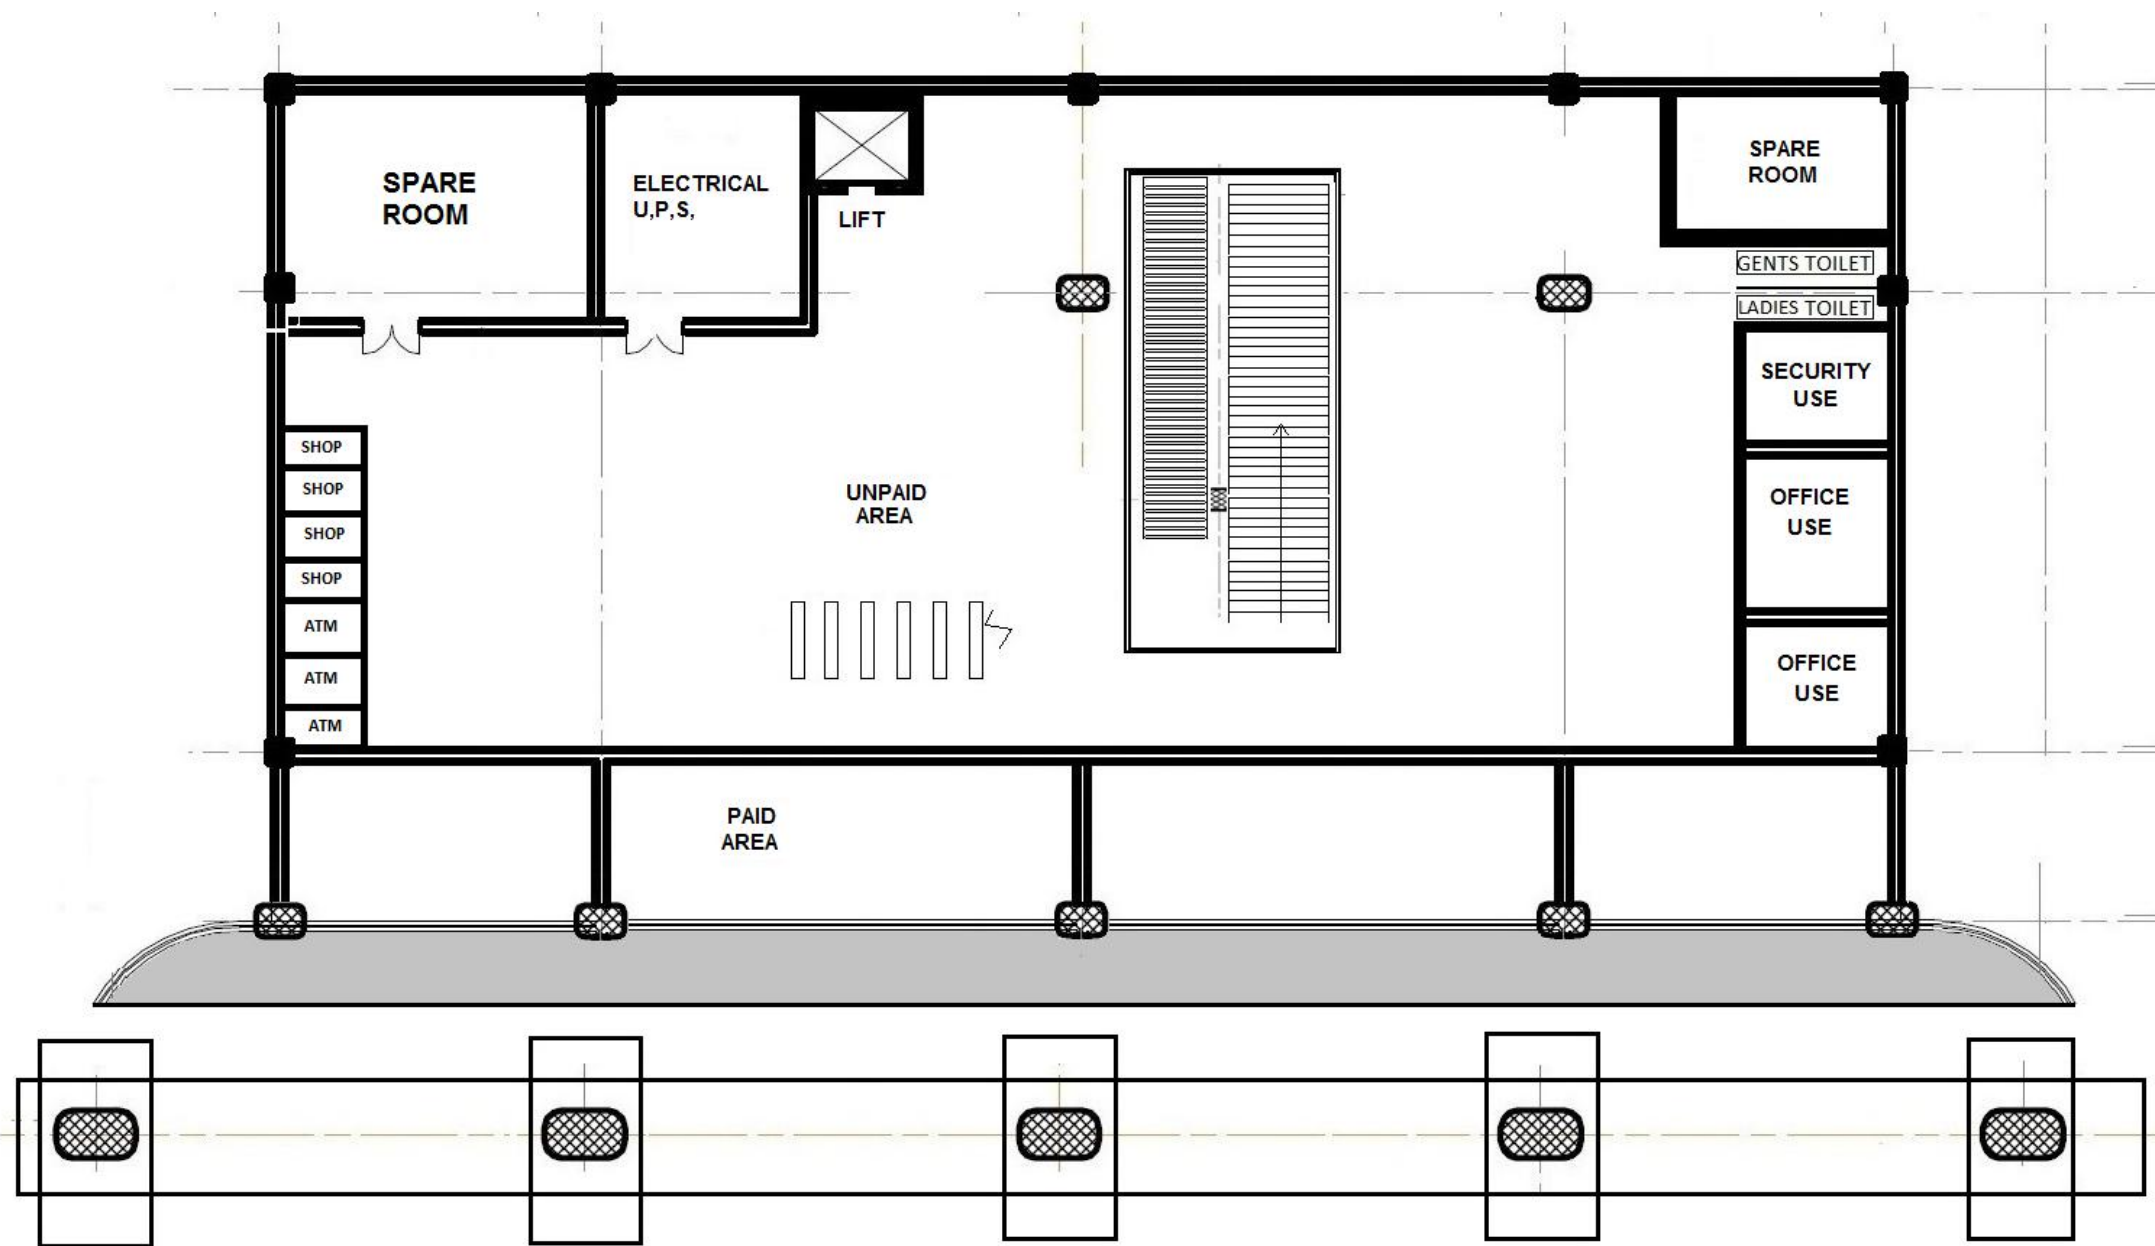 SPARE
ROOM
ELECTRICAL
U,P,S,
LIFT
SPARE
ROOM
GENTS TOILET
LADIES TOILET
SECURITY
USE
SHOP
SHOP
SHOP
SHOP
ATM
ATM
ATM
UNPAID
AREA
OFFICE
USE
OFFICE
USE
PAID
AREA